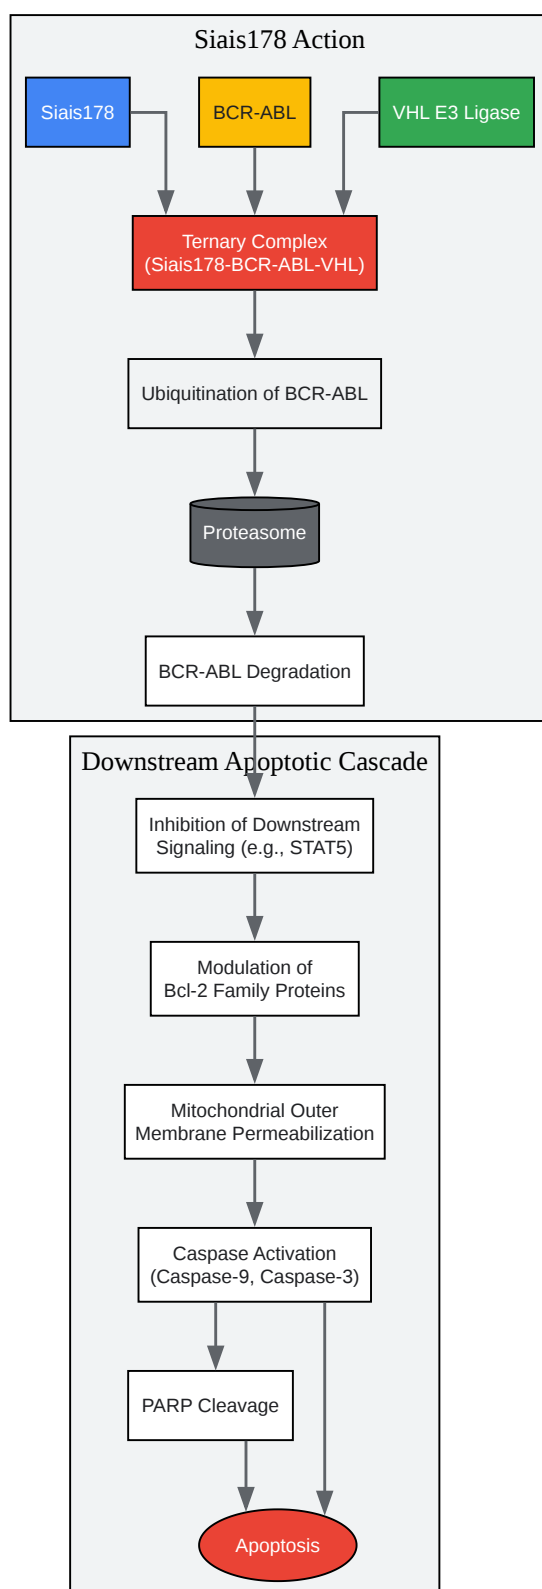 Siais178 Action
Siais178
BCR-ABL
VHL E3 Ligase
Ternary Complex
(Siais178-BCR-ABL-VHL)
Ubiquitination of BCR-ABL
Proteasome
BCR-ABL Degradation
Downstream Apoptotic Cascade
Inhibition of Downstream
Signaling (e.g., STAT5)
Modulation of
Bcl-2 Family Proteins
Mitochondrial Outer
Membrane Permeabilization
Caspase Activation
(Caspase-9, Caspase-3)
PARP Cleavage
Apoptosis